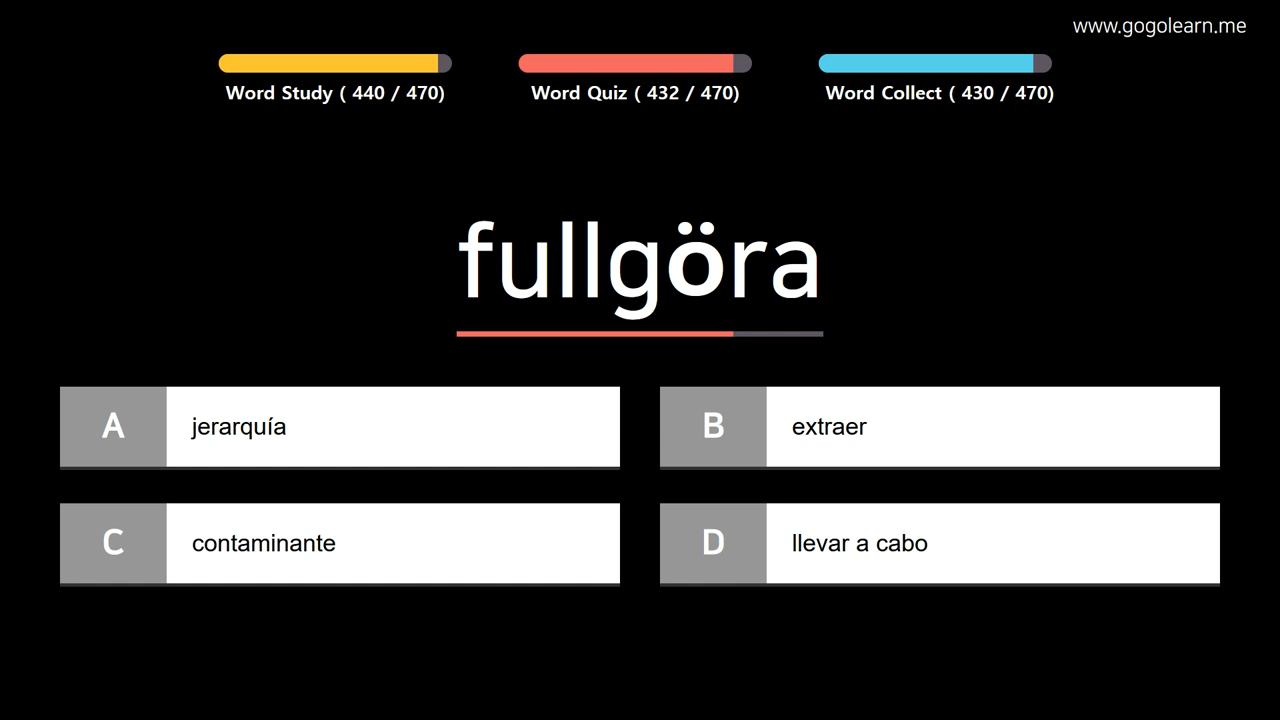 www.gogolearn.me
Word Study ( 440 / 470)
Word Quiz ( 432 / 470)
Word Collect ( 430 / 470)
fullgöra
A
jerarquía
B
extraer
C
contaminante
D
llevar a cabo